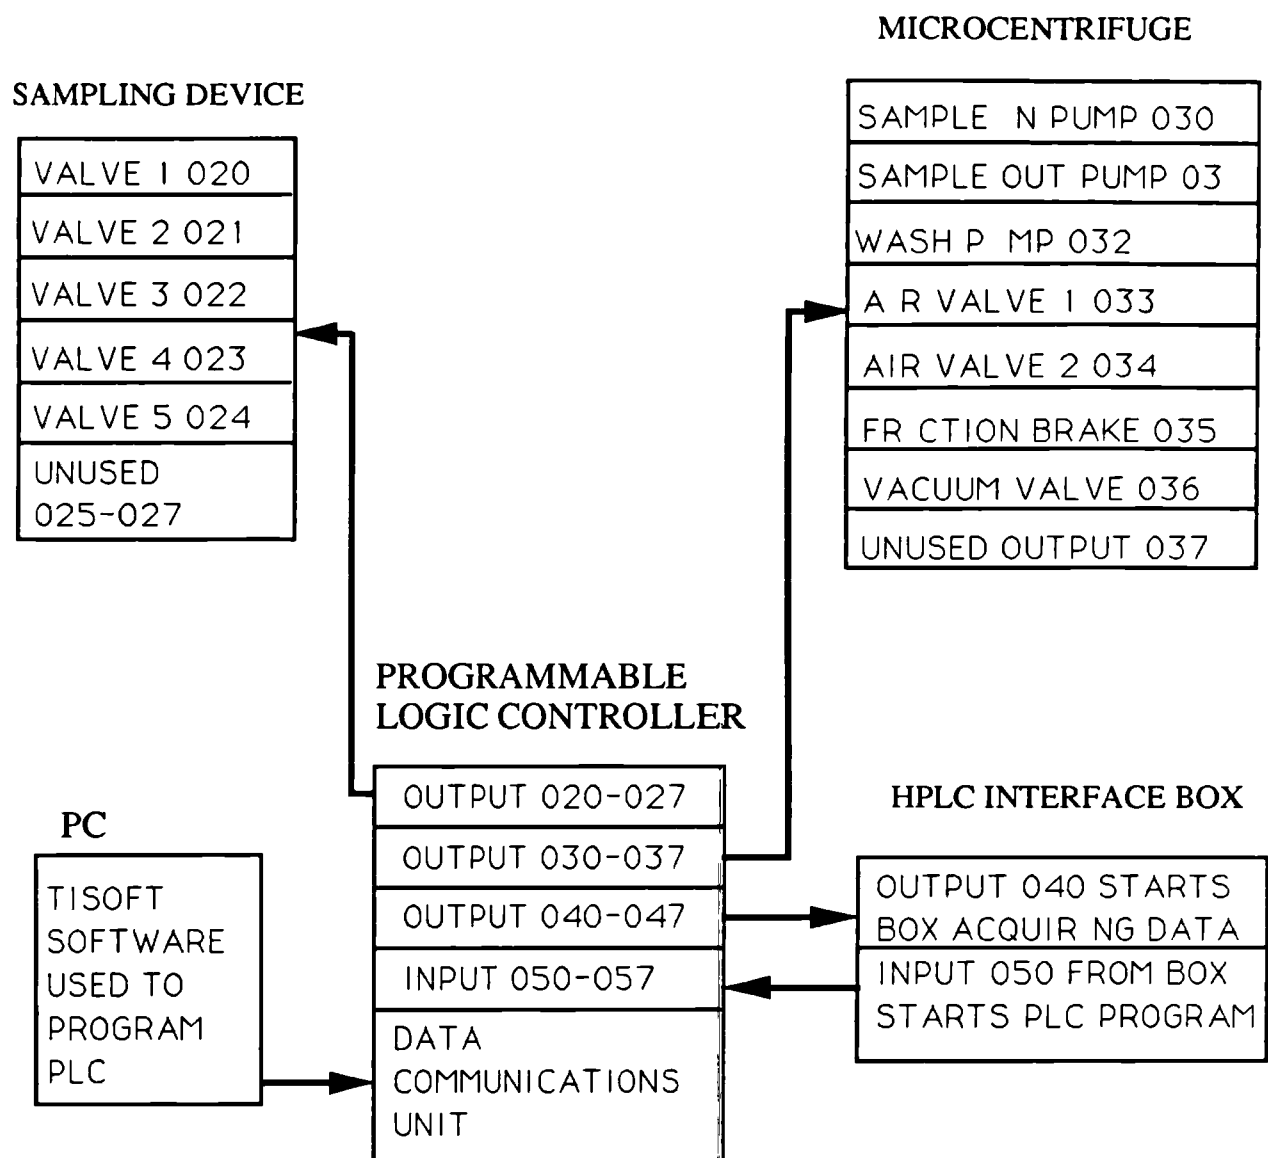 MICROCENTRIFUGE
SAMPLE N PUMP 030
SAMPLE OUT PUMP 03
WASH P MP 032
A R VALVE 1 033
AIR VALVE 2 034
FR CTION BRAKE 035
VACUUM VALVE 036
UNUSED OUTPUT 037
SAMPLING DEVICE
VALVE 1 020
VALVE 2 021
VALVE 3 022
VALVE 4 023
VALVE 5 024
UNUSED
025-027
PROGRAMMABLE
LOGIC CONTROLLER
OUTPUT 020-027
OUTPUT 030-037
OUTPUT 040-047
INPUT 050-057
DATA
COMMUNICATIONS
UNIT
PC
TISOFT
SOFTWARE
USED TO
PROGRAM
PLC
HPLC INTERFACE BOX
OUTPUT 040 STARTS
BOX ACQUIR NG DATA
INPUT 050 FROM BOX
STARTS PLC PROGRAM